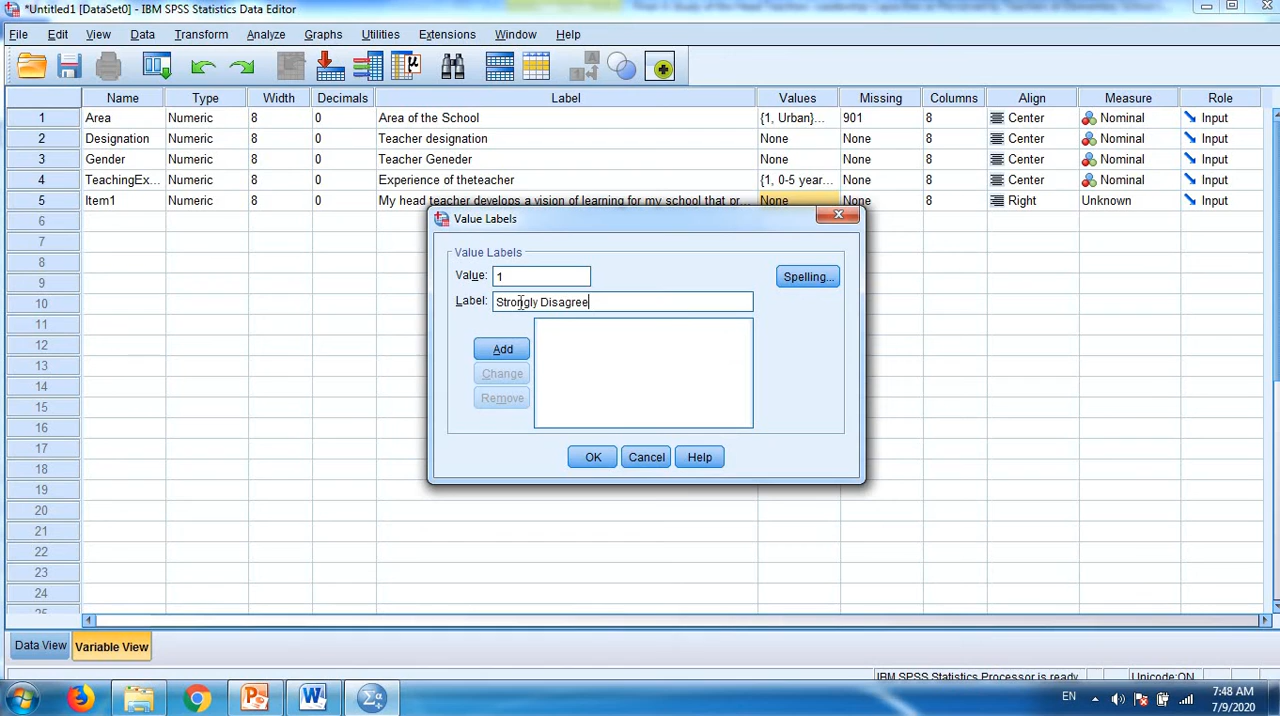 *Untitled1 [DataSet0] - IBM SPSS Statistics Data Editor
File Edit View Data Transform Analyze Graphs Utilities Extensions Window Help
Name Type Width Decimals Label Values Missing Columns Align Measure Role
1 Area Numeric 8 0 Area of the School {1, Urban}... 901 8 Center Nominal Input
2 Designation Numeric 8 0 Teacher designation None None 8 Center Nominal Input
3 Gender Numeric 8 0 Teacher Geneder None None 8 Center Nominal Input
4 TeachingEx... Numeric 8 0 Experience of theteacher {1, 0-5 year... None 8 Center Nominal Input
5 Item1 Numeric 8 0 My head teacher develops a vision of learning for my school that pr... None None 8 Right Unknown Input
6
7
8
9
10
11
12
13
14
15
16
17
18
19
20
21
22
23
24
25
Value Labels
Value Labels
Value: 1
Spelling...
Label: Strongly Disagree
Add
Change
Remove
OK Cancel Help
Data View Variable View
IBM SPSS Statistics Processor is ready Unicode:ON
EN
7:48 AM
7/9/2020